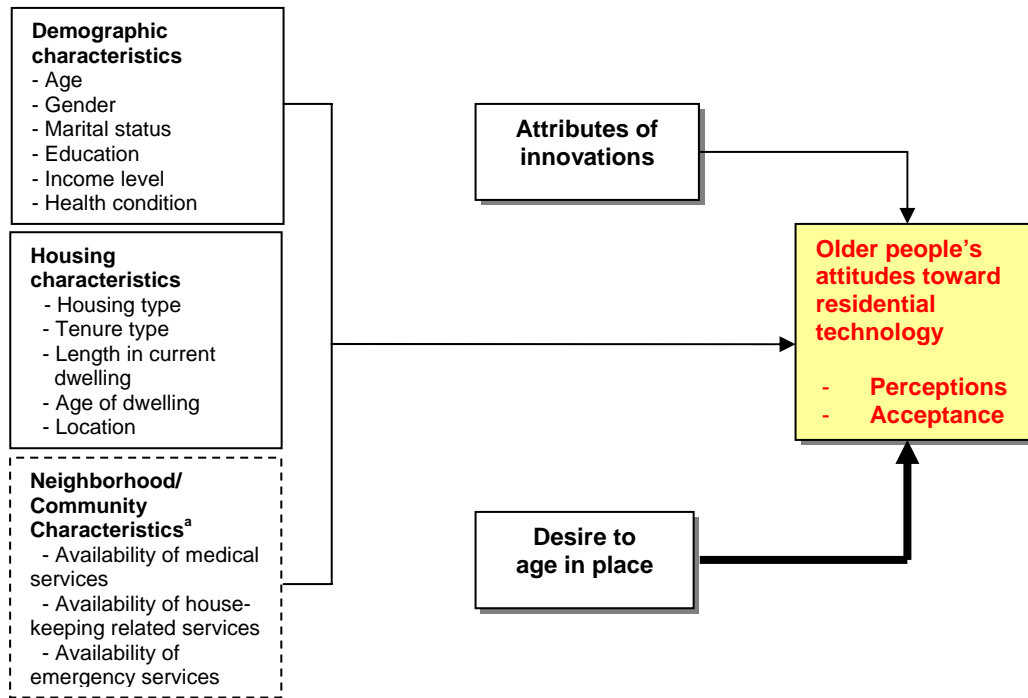 Demographic
characteristics
- Age
- Gender
- Marital status
- Education
- Income level
- Health condition
Housing
characteristics
- Housing type
- Tenure type
- Length in current
dwelling
- Age of dwelling
- Location
Neighborhood/
Community
Characteristicsᵃ
- Availability of medical
services
- Availability of house-
keeping related services
- Availability of
emergency services
Attributes of
innovations
Desire to
age in place
Older people’s
attitudes toward
residential
technology
- Perceptions
- Acceptance